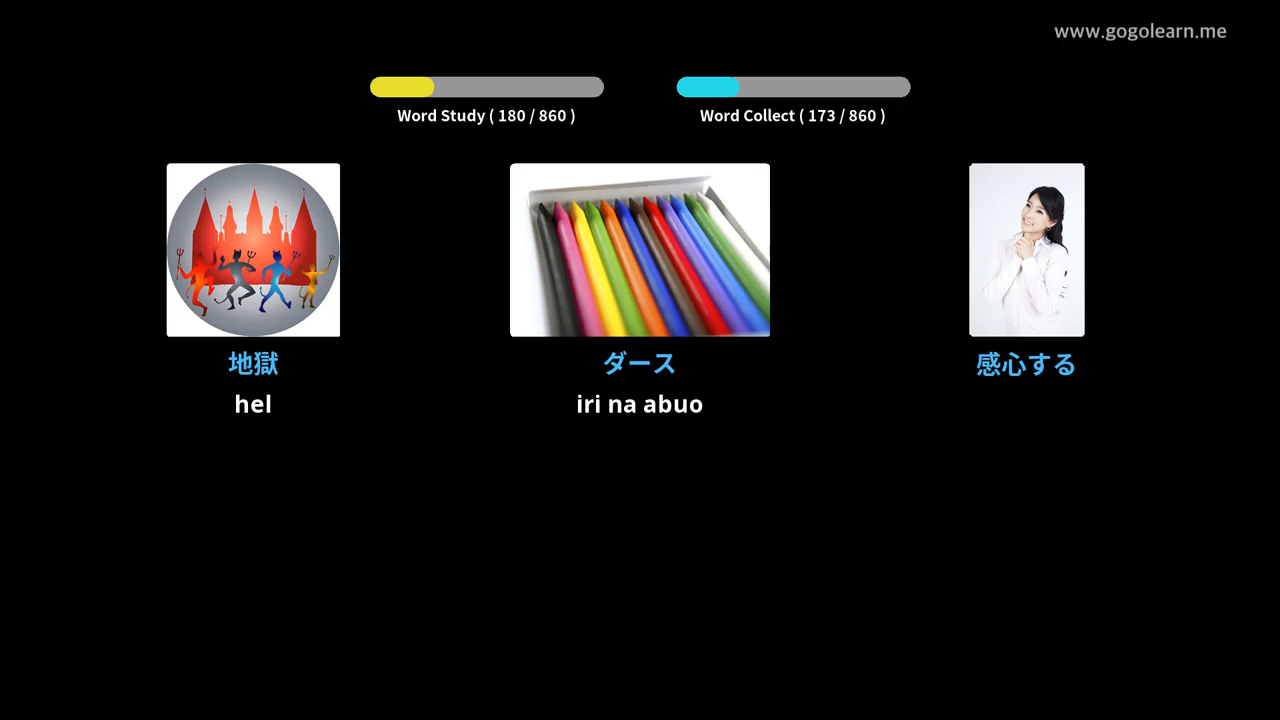 www.gogolearn.me
Word Study ( 180 / 860 )
Word Collect ( 173 / 860 )
地獄
ダース
感心する
hel
iri na abuo